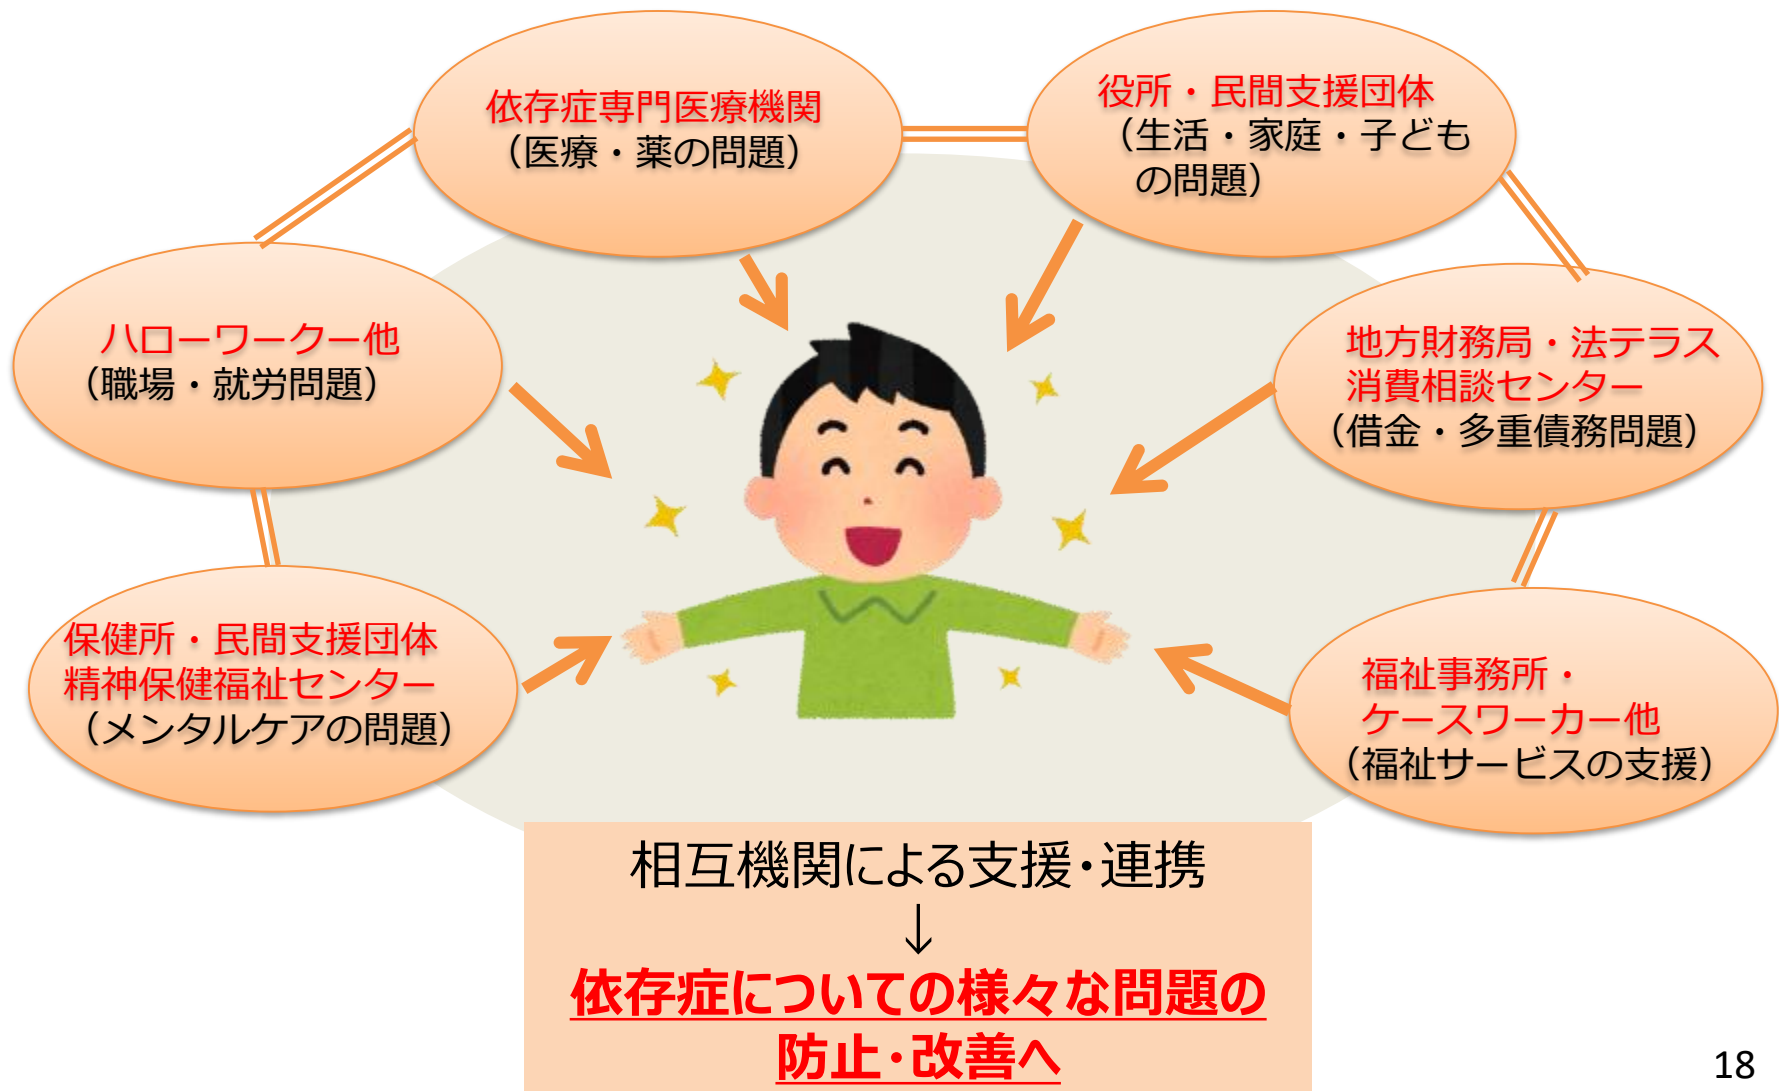 依存症専門医療機関
（医療・薬の問題）
役所・民間支援団体
（生活・家庭・子ども
の問題）
ハローワークー他
（職場・就労問題）
地方財務局・法テラス
消費相談センター
（借金・多重債務問題）
保健所・民間支援団体
精神保健福祉センター
（メンタルケアの問題）
福祉事務所・
ケースワーカー他
（福祉サービスの支援）
相互機関による支援・連携
↓
依存症についての様々な問題の
防止・改善へ
18